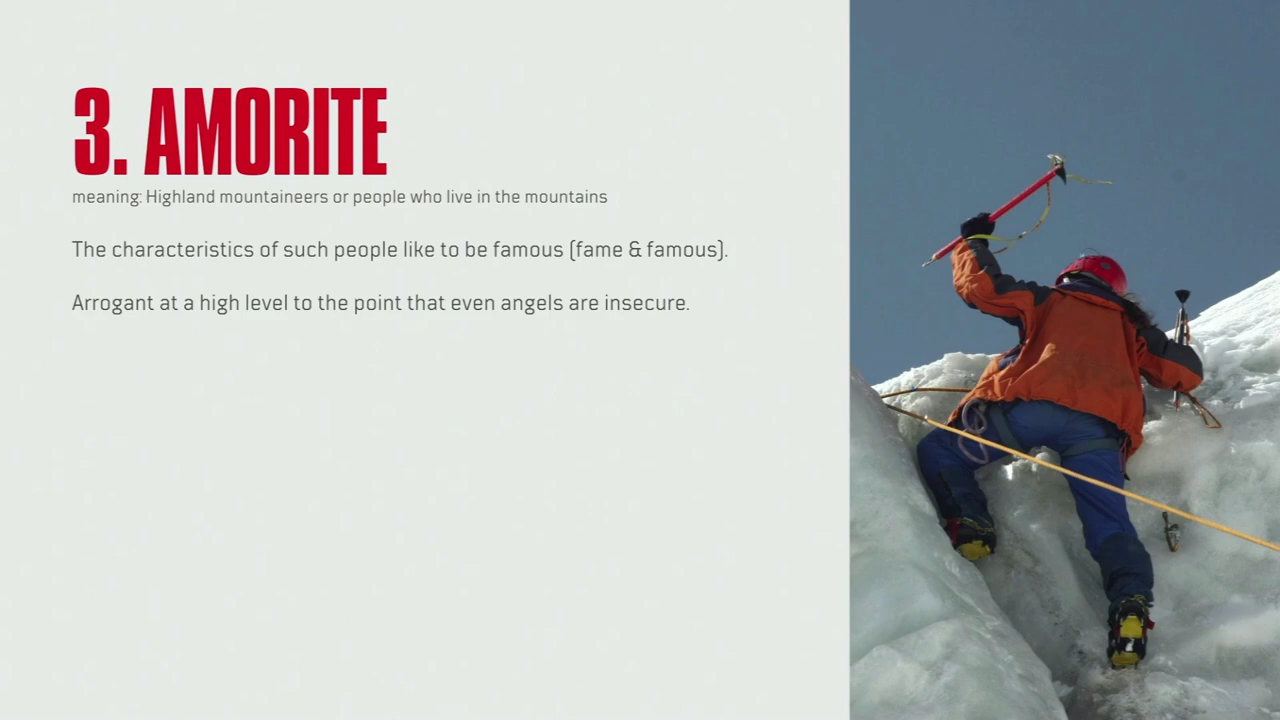 3. AMORITE
meaning: Highland mountaineers or people who live in the mountains
The characteristics of such people like to be famous (fame & famous).
Arrogant at a high level to the point that even angels are insecure.